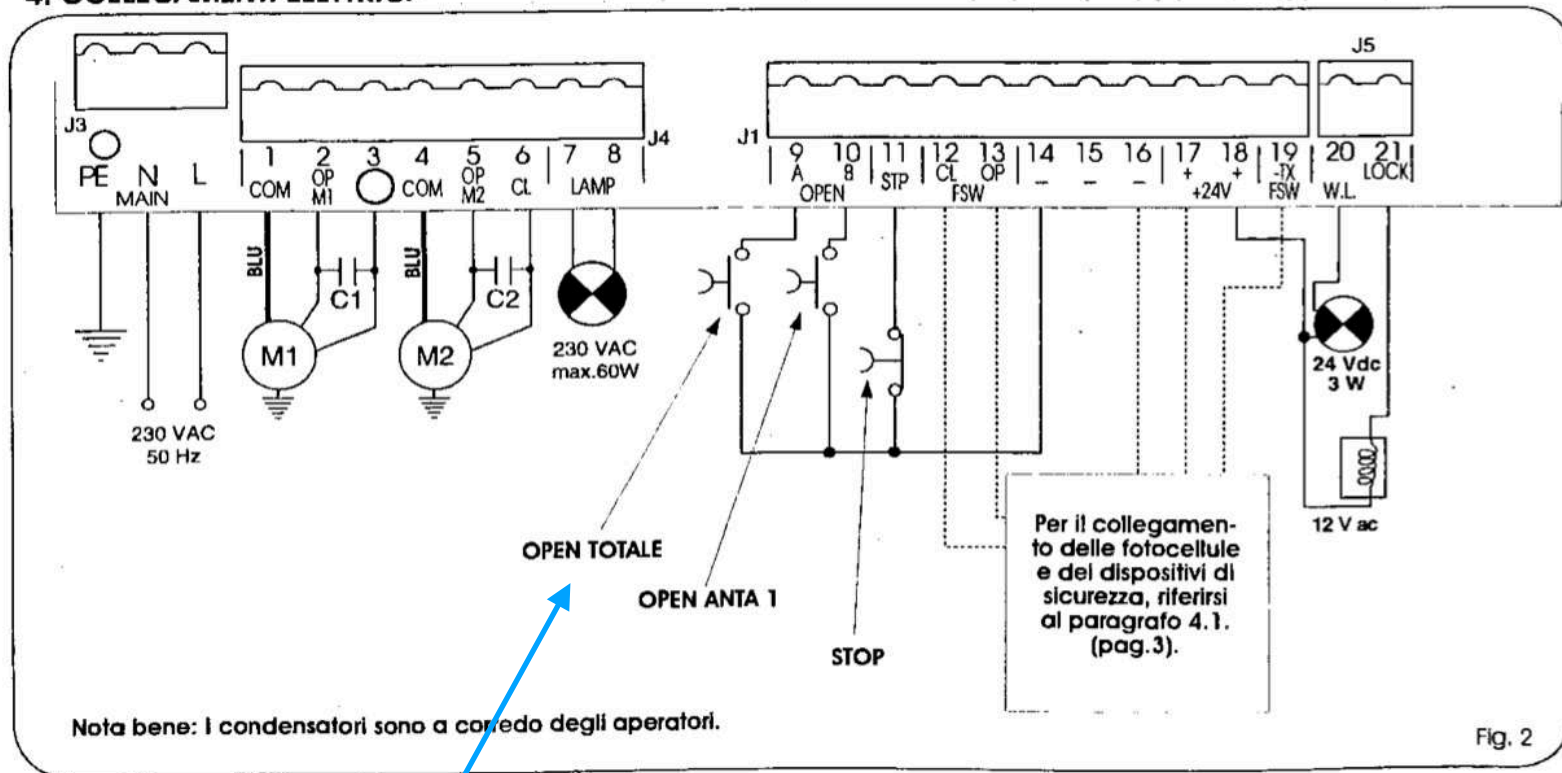 J5
J3
J4
J1
PE N L
MAIN
1 2 3 4 5 6 7 8
COM OP M1 COM OP M2 LAMP
9 10 11 12 13 14 15 16 17 18 19 20 21
A B STP CL OP – – – + + -TX LOCK
OPEN FSW +24V FSW W.L.
BLU
BLU
C1
C2
M1
M2
230 VAC
50 Hz
230 VAC
max.60W
24 Vdc
3 W
12 V ac
OPEN TOTALE
OPEN ANTA 1
STOP
Per il collegamen-
to delle fotocellule
e dei dispositivi di
sicurezza, riferirsi
al paragrafo 4.1.
(pag.3).
Nota bene: I condensatori sono a corredo degli aperatori.
Fig. 2